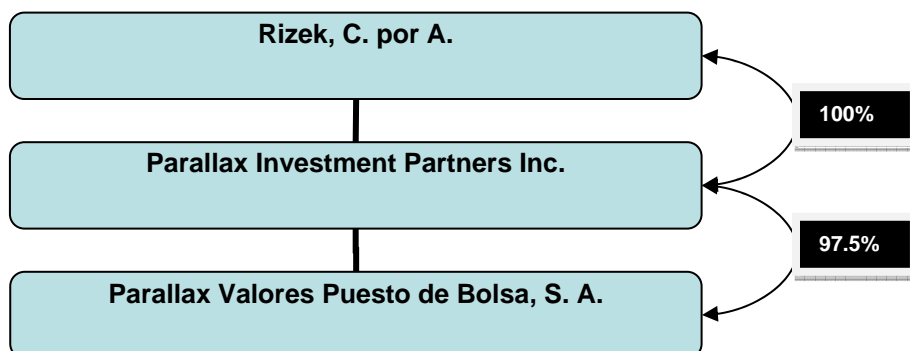 Rizek, C. por A.
100%
Parallax Investment Partners Inc.
97.5%
Parallax Valores Puesto de Bolsa, S. A.